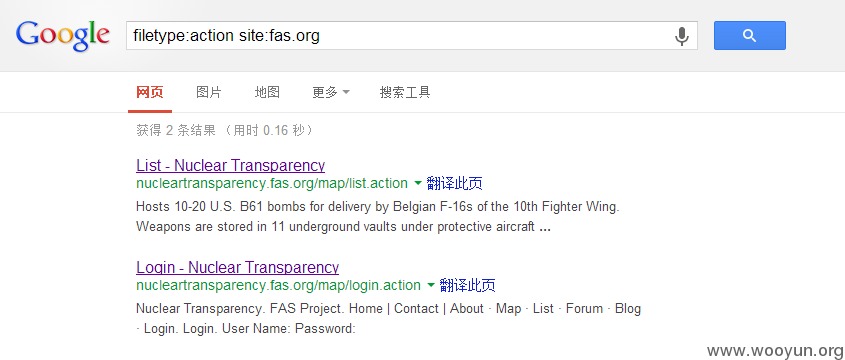 Google
filetype:action site:fas.org
网页 图片 地图 更多 搜索工具
获得 2 条结果 （用时 0.16 秒）
List - Nuclear Transparency
nucleartransparency.fas.org/map/list.action 翻译此页
Hosts 10-20 U.S. B61 bombs for delivery by Belgian F-16s of the 10th Fighter Wing.
Weapons are stored in 11 underground vaults under protective aircraft ...
Login - Nuclear Transparency
nucleartransparency.fas.org/map/login.action 翻译此页
Nuclear Transparency. FAS Project. Home | Contact | About · Map · List · Forum · Blog
· Login. Login. User Name: Password:
www.wooyun.org